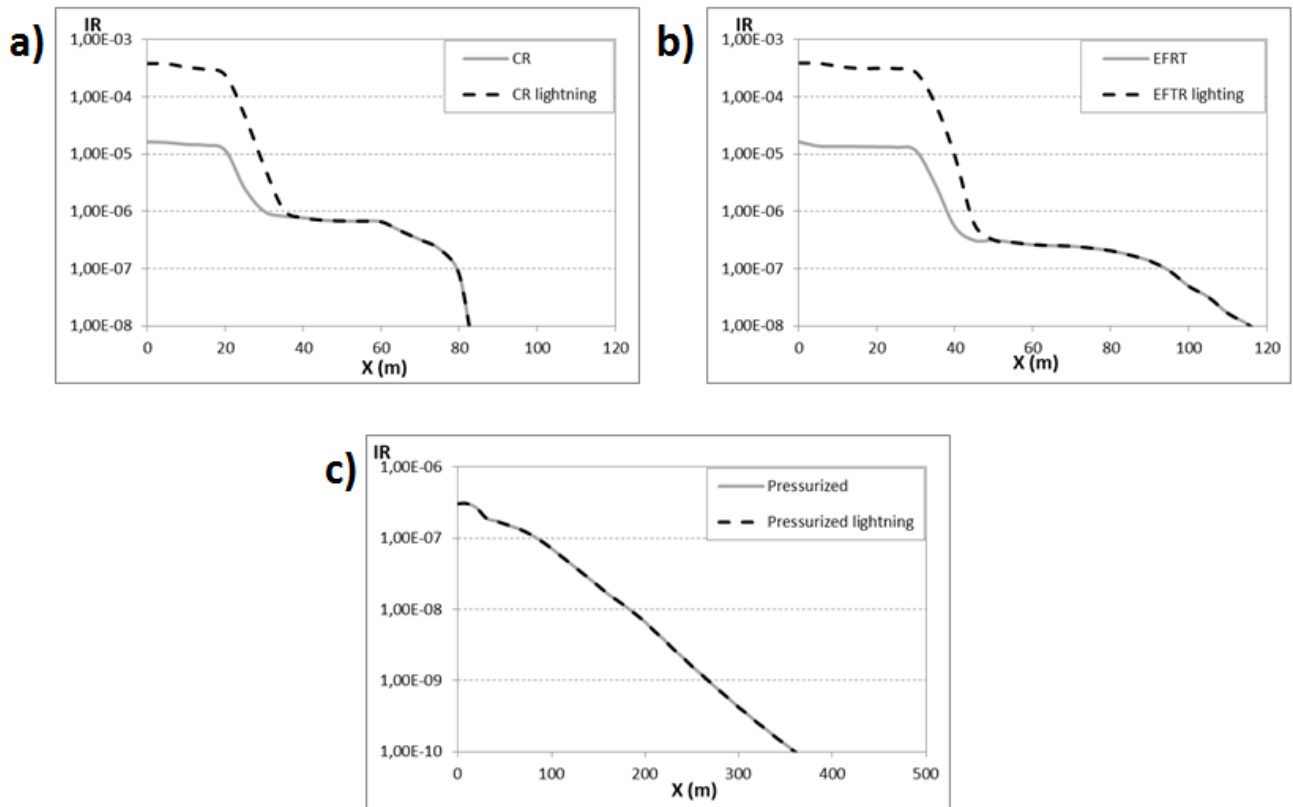 a)
IR
1,00E-03
1,00E-04
1,00E-05
1,00E-06
1,00E-07
1,00E-08
0 20 40 60 80 100 120
X (m)
CR
CR lightning
b)
IR
1,00E-03
1,00E-04
1,00E-05
1,00E-06
1,00E-07
1,00E-08
0 20 40 60 80 100 120
X (m)
EFRT
EFTR lighting
c)
IR
1,00E-06
1,00E-07
1,00E-08
1,00E-09
1,00E-10
0 100 200 300 400 500
X (m)
Pressurized
Pressurized lightning